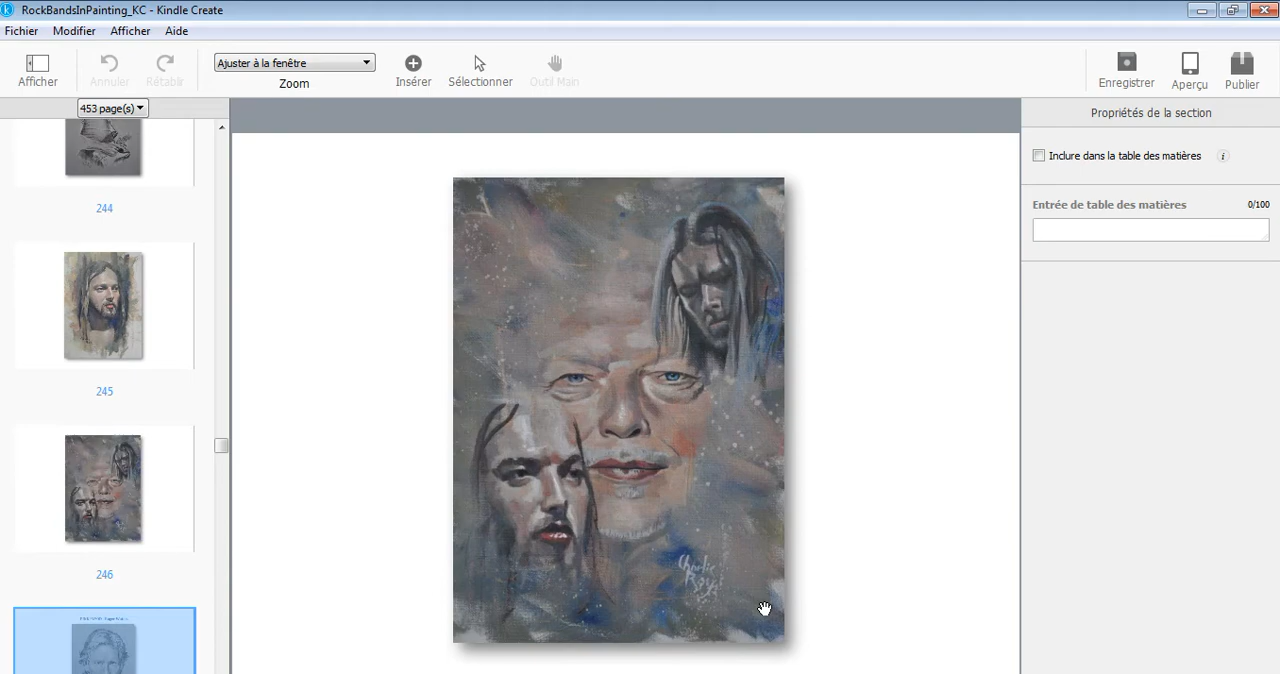 RockBandsInPainting_KC - Kindle Create
Fichier Modifier Afficher Aide
Afficher
Annuler
Rétablir
Ajuster à la fenêtre
Zoom
Insérer
Sélectionner
Outil Main
Enregistrer
Aperçu
Publier
453 page(s)
Propriétés de la section
Inclure dans la table des matières
i
Entrée de table des matières 0/100
244
245
246
Charlie